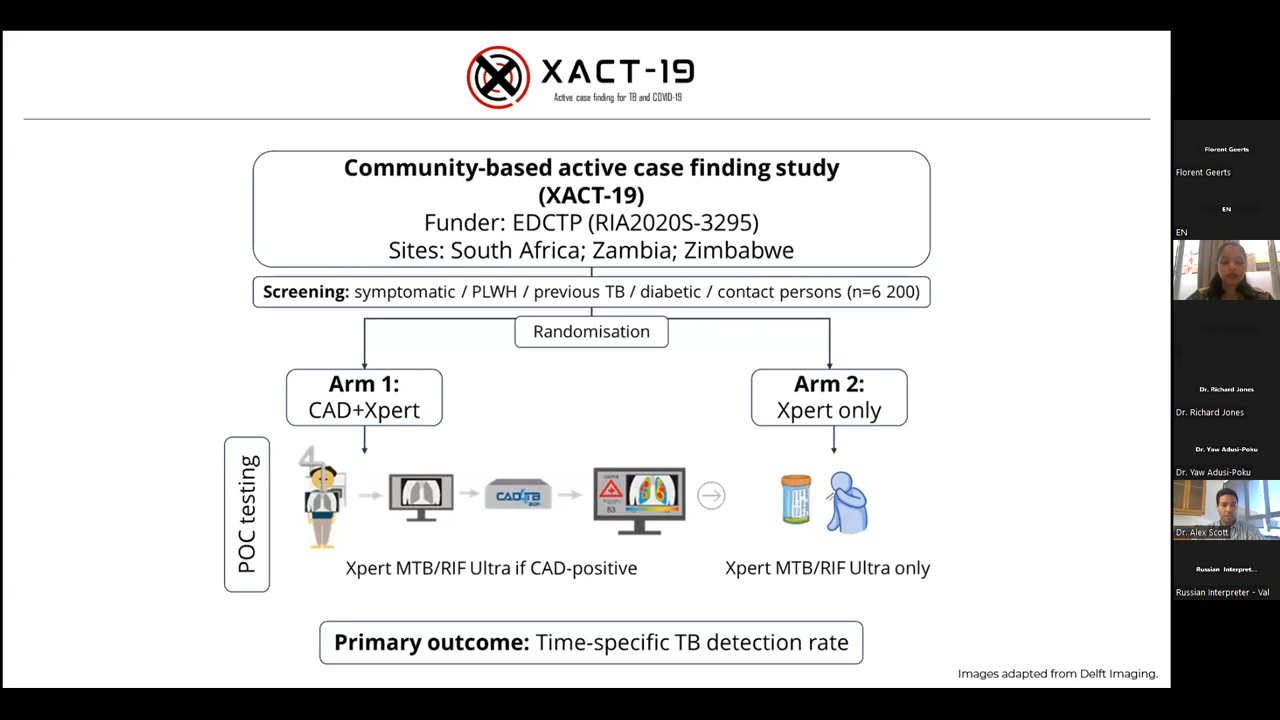 XACT-19
Active case finding for TB and COVID-19
Community-based active case finding study
(XACT-19)
Funder: EDCTP (RIA2020S-3295)
Sites: South Africa; Zambia; Zimbabwe
Screening: symptomatic / PLWH / previous TB / diabetic / contact persons (n=6 200)
Randomisation
Arm 1:
CAD+Xpert
Arm 2:
Xpert only
POC testing
CAD4TB
63
Xpert MTB/RIF Ultra if CAD-positive
Xpert MTB/RIF Ultra only
Primary outcome: Time-specific TB detection rate
Images adapted from Delft Imaging.
Florent Geerts
Florent Geerts
EN
EN
Dr. Richard Jones
Dr. Richard Jones
Dr. Yaw Adusi-Poku
Dr. Yaw Adusi-Poku
Dr. Alex Scott
Russian Interpret...
Russian Interpreter - Val